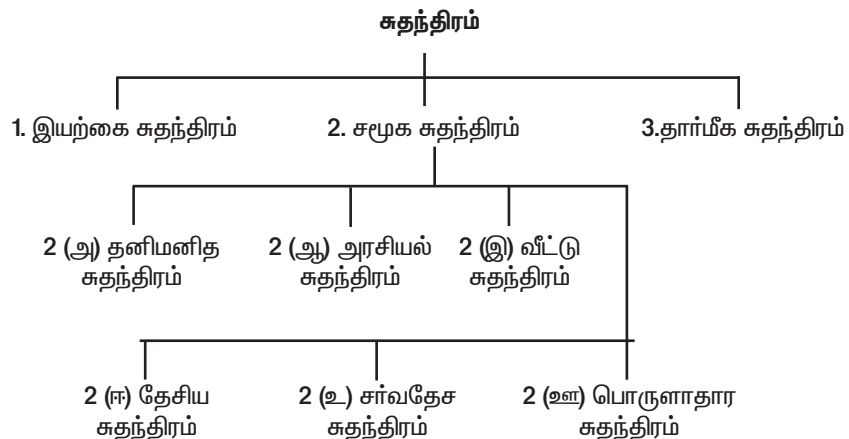 சுதந்திரம்
1. இயற்கை சுதந்திரம்
2. சமூக சுதந்திரம்
3.தார்மீக சுதந்திரம்
2 (அ) தனிமனித
சுதந்திரம்
2 (ஆ) அரசியல்
சுதந்திரம்
2 (இ) வீட்டு
சுதந்திரம்
2 (ஈ) தேசிய
சுதந்திரம்
2 (உ) சர்வதேச
சுதந்திரம்
2 (ஊ) பொருளாதார
சுதந்திரம்